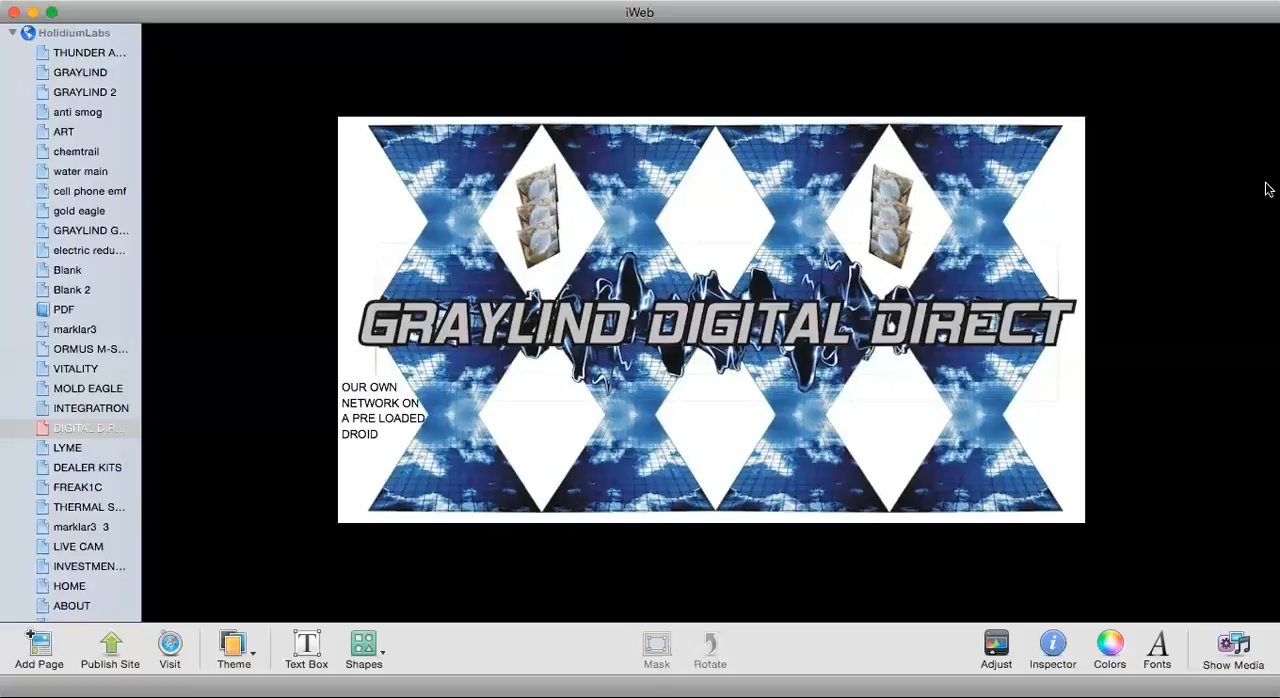 iWeb
HolidiumLabs
THUNDER A...
GRAYLIND
GRAYLIND 2
anti smog
ART
chemtrail
water main
cell phone emf
gold eagle
GRAYLIND G...
electric redu...
Blank
Blank 2
PDF
marklar3
ORMUS M-S...
VITALITY
MOLD EAGLE
INTEGRATRON
DIGITAL DIR...
LYME
DEALER KITS
FREAK1C
THERMAL S...
marklar3 3
LIVE CAM
INVESTMEN...
HOME
ABOUT
GRAYLIND DIGITAL DIRECT
OUR OWN
NETWORK ON
A PRE LOADED
DROID
Add Page
Publish Site
Visit
Theme
T
Text Box
Shapes
Mask
Rotate
Adjust
Inspector
Colors
A
Fonts
Show Media